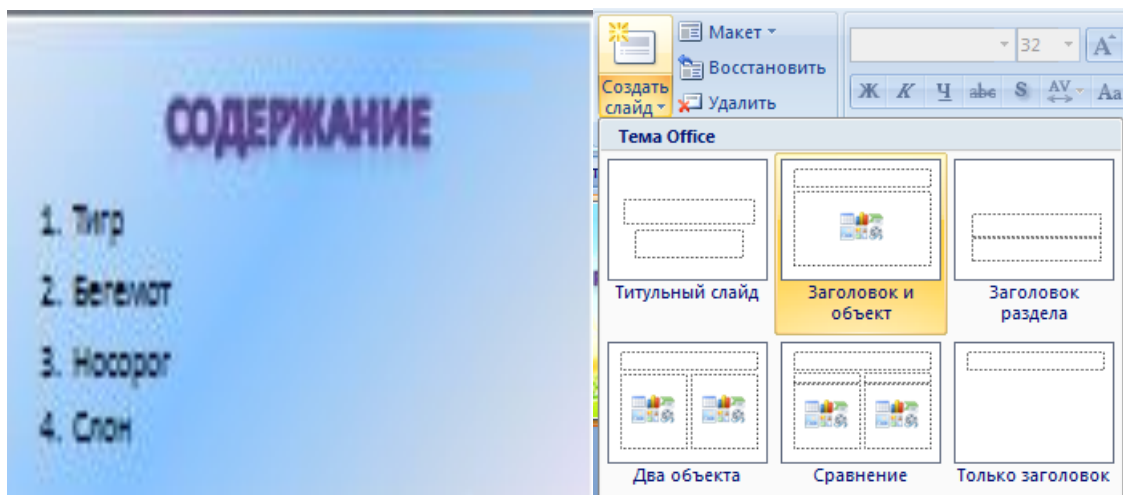 СОДЕРЖАНИЕ
1. Тигр
2. Бегемот
3. Носорог
4. Слон
Создать слайд
Макет
Восстановить
Удалить
32
А
Ж К Ч abc S AV Aa
Тема Office
Титульный слайд
Заголовок и объект
Заголовок раздела
Два объекта
Сравнение
Только заголовок